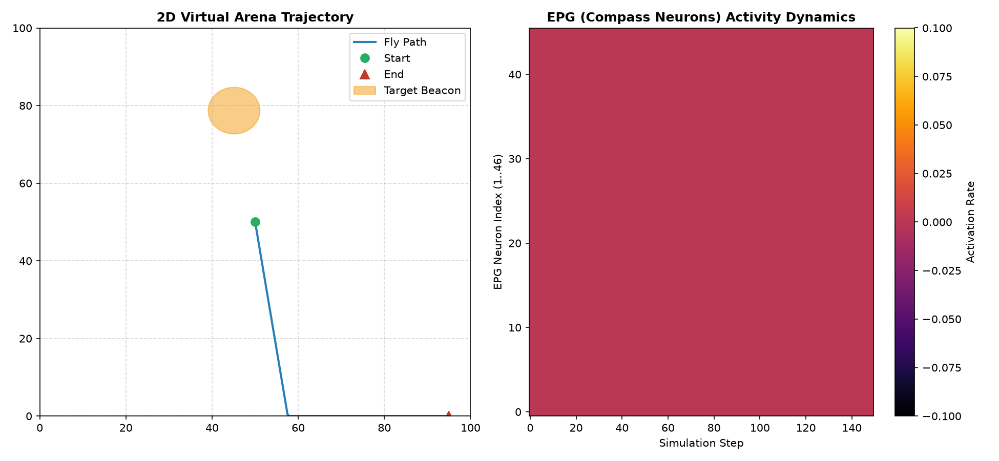 2D Virtual Arena Trajectory
100
80
60
40
20
0
0 20 40 60 80 100
Fly Path
Start
End
Target Beacon
EPG (Compass Neurons) Activity Dynamics
EPG Neuron Index (1..46)
40
30
20
10
0
0 20 40 60 80 100 120 140
Simulation Step
0.100
0.075
0.050
0.025
0.000
−0.025
−0.050
−0.075
−0.100
Activation Rate